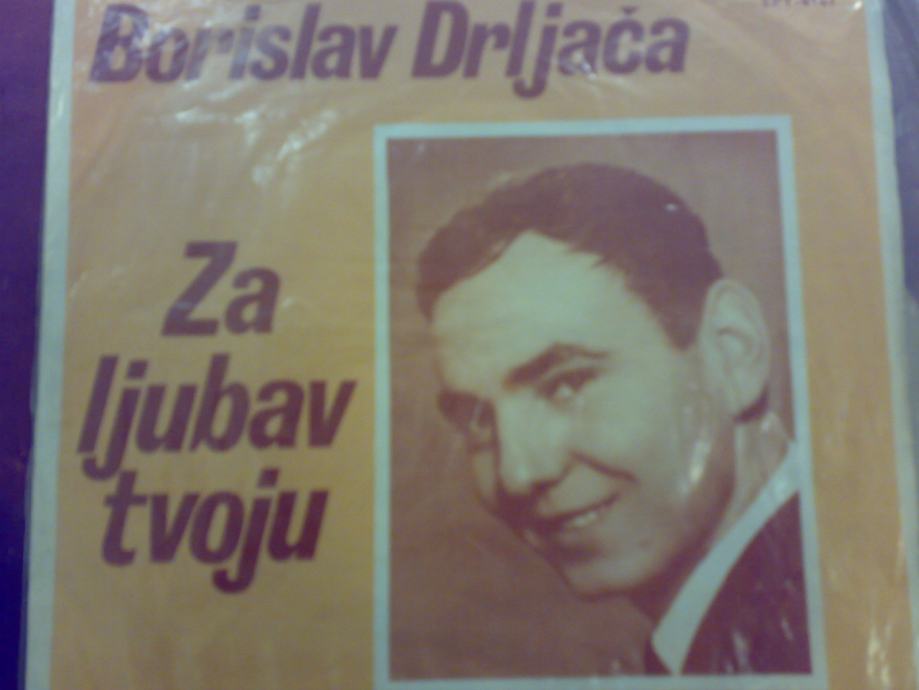 Borislav Drljača
Za
ljubav
tvoju